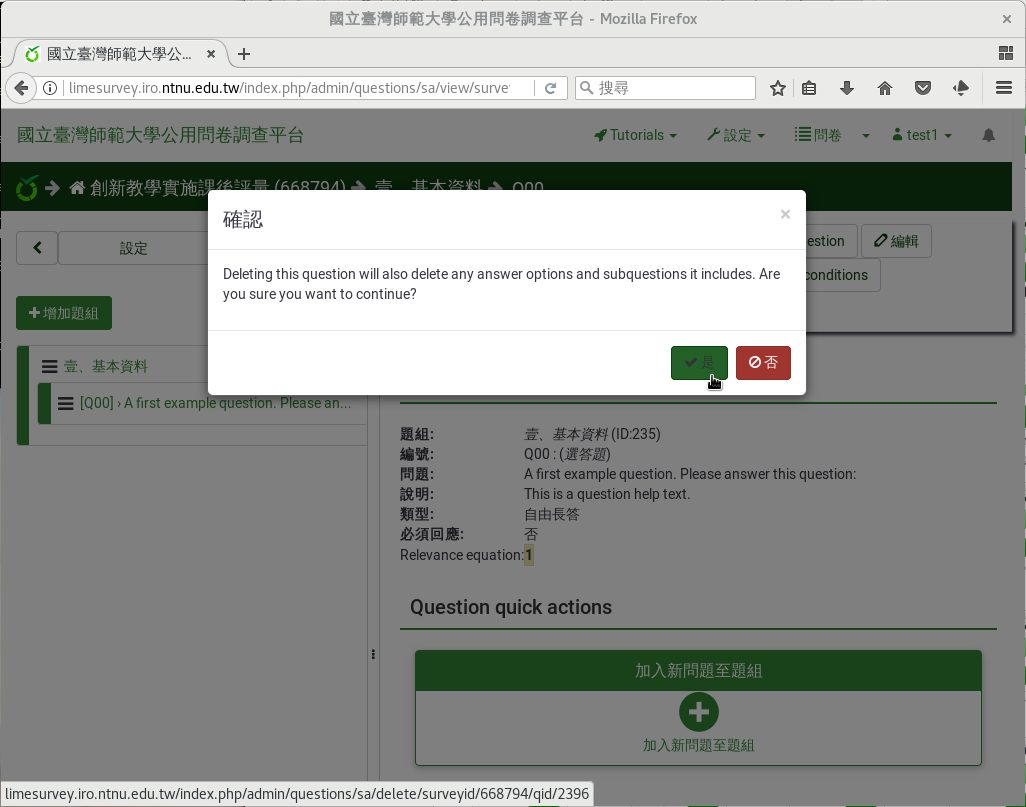 國立臺灣師範大學公用問卷調查平台 - Mozilla Firefox
國立臺灣師範大學公...
limesurvey.iro.ntnu.edu.tw/index.php/admin/questions/sa/view/surve
搜尋
國立臺灣師範大學公用問卷調查平台
Tutorials
設定
問卷
test1
創新教學實施課後評量 (668794)
壹、基本資料
Q00
設定
estion
編輯
conditions
增加題組
壹、基本資料
[Q00] › A first example question. Please an...
確認
×
Deleting this question will also delete any answer options and subquestions it includes. Are
you sure you want to continue?
是
否
題組: 壹、基本資料 (ID:235)
編號: Q00 : (選答題)
問題: A first example question. Please answer this question:
說明: This is a question help text.
類型: 自由長答
必須回應: 否
Relevance equation:1
Question quick actions
加入新問題至題組
加入新問題至題組
limesurvey.iro.ntnu.edu.tw/index.php/admin/questions/sa/delete/surveyid/668794/qid/2396